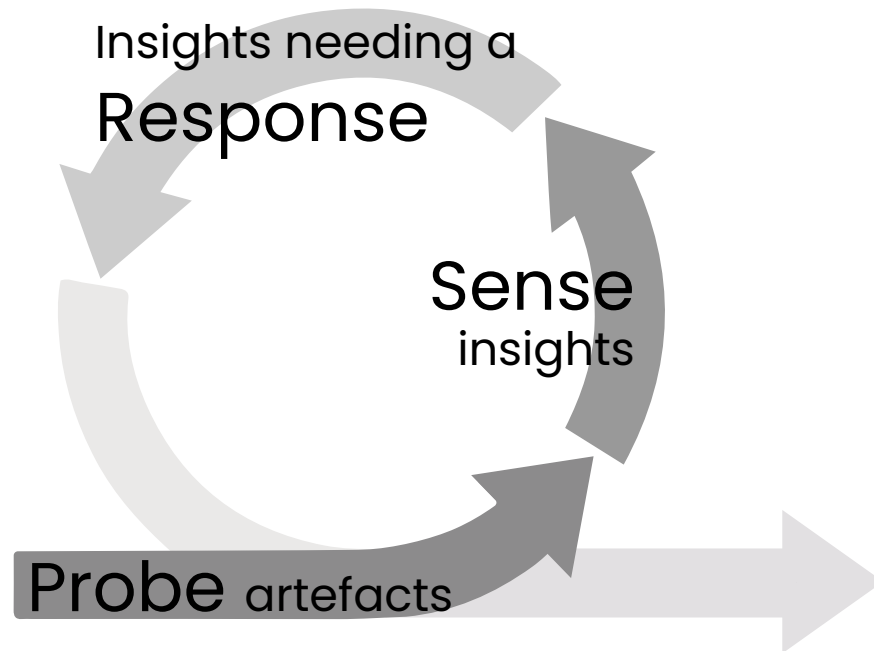 Insights needing a
Response
Sense
insights
Probe artefacts